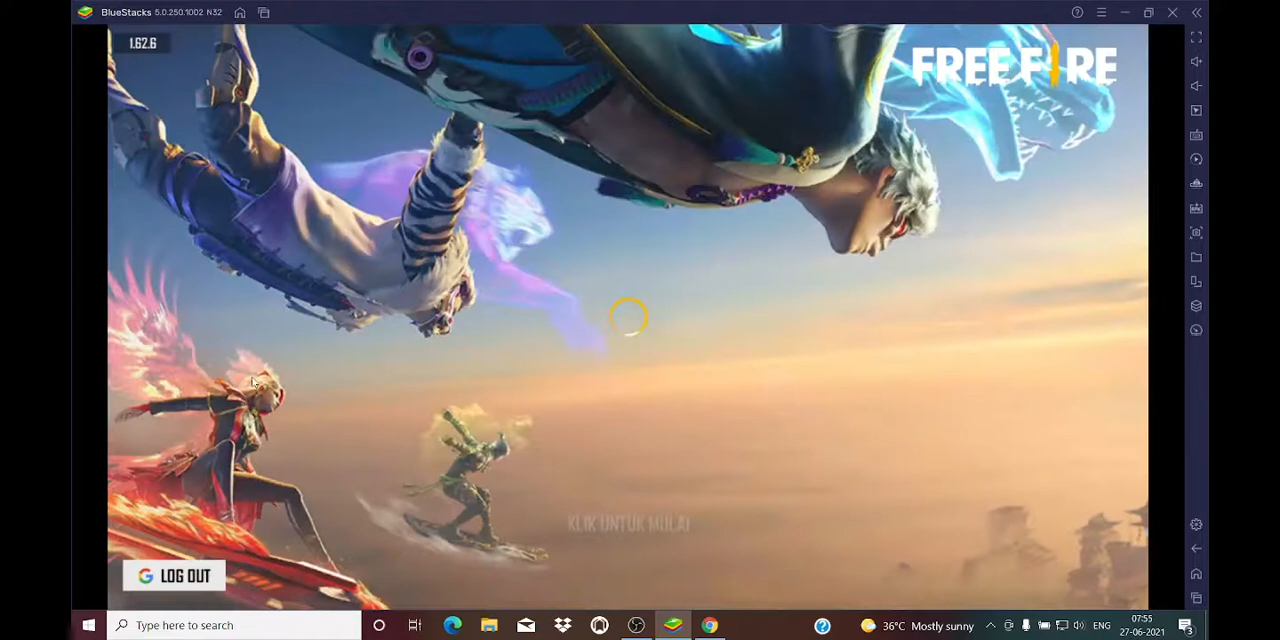 BlueStacks 5.0.250.1002 N32
1.62.6
FREE FIRE
KLIK UNTUK MULAI
G LOG OUT
Type here to search
36°C Mostly sunny
ENG
07:55
27-06-2021
3